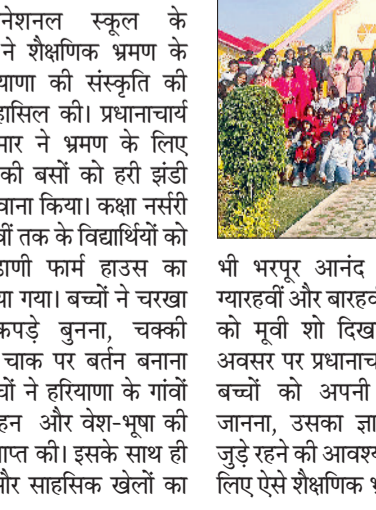 नेशनल स्कूल के
ने शैक्षणिक भ्रमण के
याणा की संस्कृति की
हासिल की। प्रधानाचार्य
मार ने भ्रमण के लिए
की बसों को हरी झंडी
वाना किया। कक्षा नर्सरी
वीं तक के विद्यार्थियों को
ढाणी फार्म हाउस का
या गया। बच्चों ने चरखा
कपड़े बुनना, चक्की
चाक पर बर्तन बनाना
चों ने हरियाणा के गांवों
हन और वेश-भूषा की
प्राप्त की। इसके साथ ही
और साहसिक खेलों का
भी भरपूर आनंद
ग्यारहवीं और बारहवीं
को मूवी शो दिख
अवसर पर प्रधानाच
बच्चों को अपनी
जानना, उसका ज्ञा
जुड़े रहने की आवश्य
लिए ऐसे शैक्षणिक भ्र